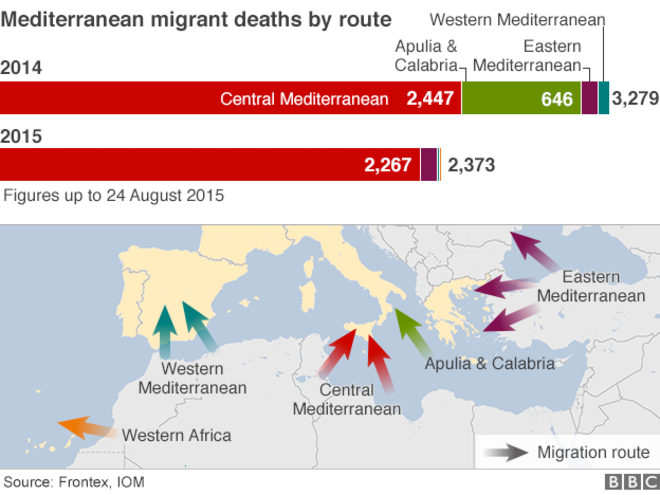 Mediterranean migrant deaths by route
Western Mediterranean
Apulia &
Calabria
Eastern
Mediterranean
2014
Central Mediterranean 2,447 646 3,279
2015
2,267 2,373
Figures up to 24 August 2015
Eastern
Mediterranean
Western
Mediterranean
Apulia & Calabria
Central
Mediterranean
Western Africa
Migration route
Source: Frontex, IOM
BBC